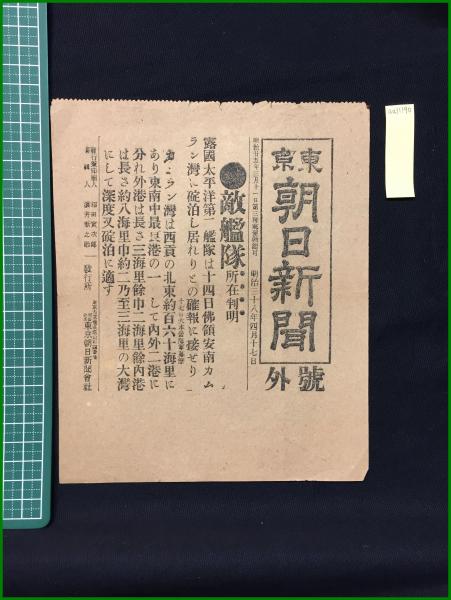 東京
朝日新聞
號外
明治三十八年四月十七日
敵艦隊所在判明
露國太平洋第二艦隊は十四日佛領安南カム
ラン灣に碇泊し居れりとの確報に接せり
ラン灣は西貢の北東約百六十海里に
あり東南中最良港の一して内外二港に
分れ外港は長さ三海里餘巾二海里餘内港
は長さ約八海里巾約二乃至三海里の大灣
にして深度又碇泊に適す
發行所
東京朝日新聞會社